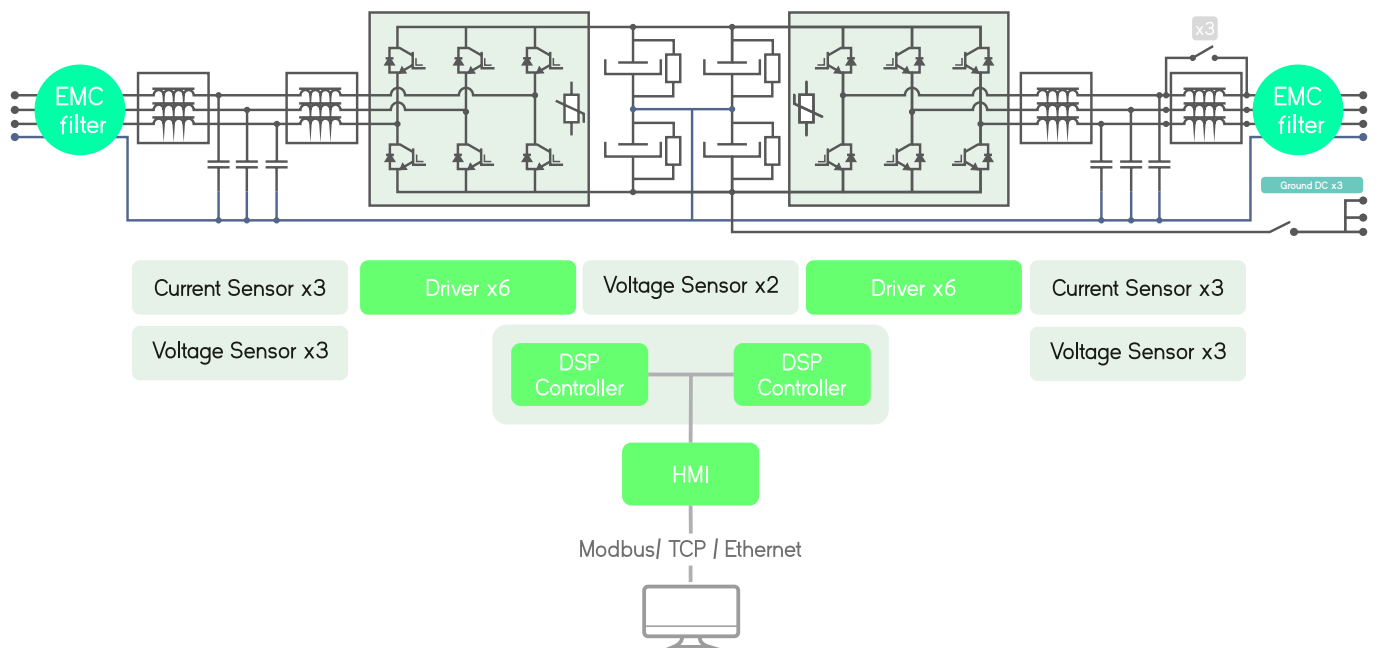 x3
EMC
filter
EMC
filter
Ground DC x3
Current Sensor x3
Driver x6
Voltage Sensor x2
Driver x6
Current Sensor x3
Voltage Sensor x3
Voltage Sensor x3
DSP
Controller
DSP
Controller
HMI
Modbus/ TCP / Ethernet